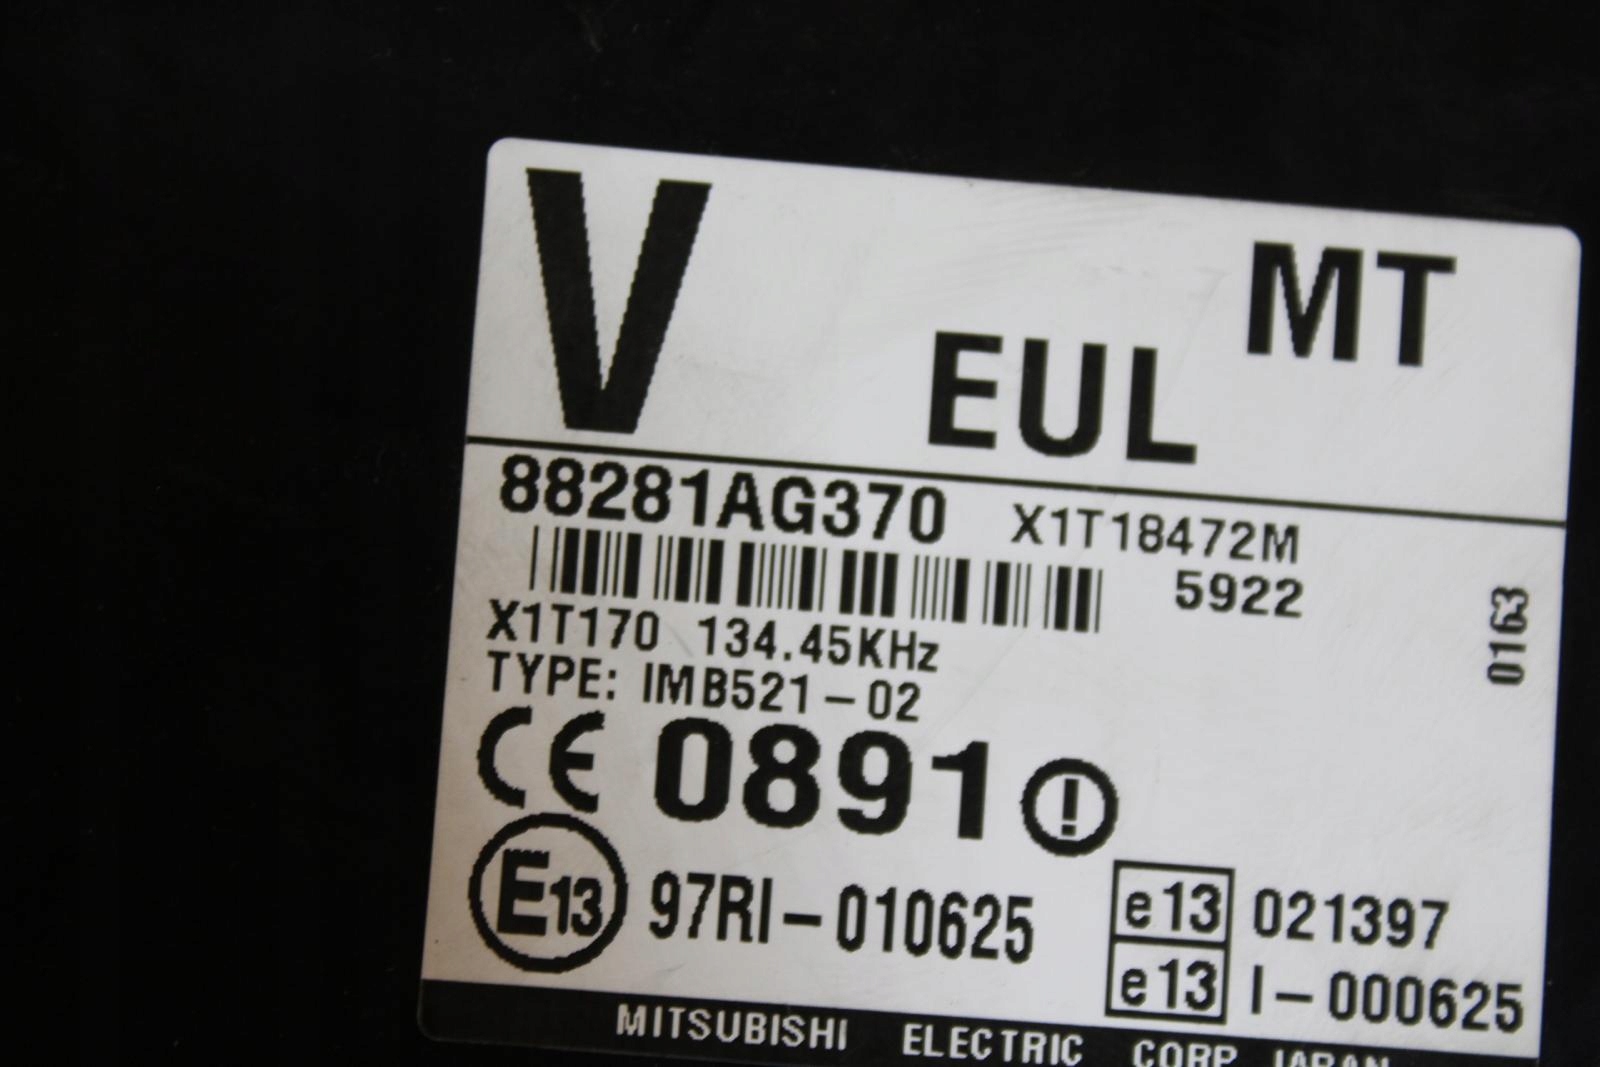 V
MT
EUL
88281AG370 X1T18472M
5922
0163
X1T170 134.45KHz
TYPE: IMB521-02
CE 0891 !
E13 97RI-010625
e13 021397
e13 I-000625
MITSUBISHI ELECTRIC CORP JAPAN